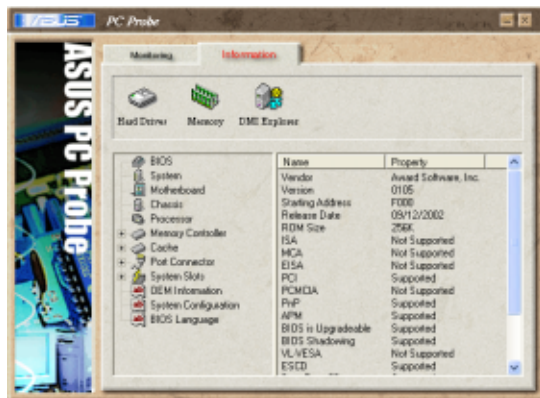 ASUS PC Probe
Monitoring Information
Hard Drives Memory DMI Explorer
ASUS PC Probe
BIOS
System
Motherboard
Chassis
Processor
Memory Controller
Cache
Port Connector
System Slots
OEM Information
System Configuration
BIOS Language
Name Property
Vendor Award Software, Inc.
Version 0105
Starting Address F000
Release Date 09/12/2002
ROM Size 256K
ISA Not Supported
MCA Not Supported
EISA Not Supported
PCI Supported
PCMCIA Not Supported
PnP Supported
APM Supported
BIOS is Upgradeable Supported
BIOS Shadowing Supported
VL-VESA Not Supported
ESCD Supported